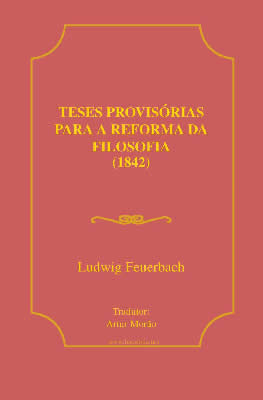 TESES PROVISÓRIAS
PARA A REFORMA DA
FILOSOFIA
(1842)
Ludwig Feuerbach
Tradutor:
Artur Morão